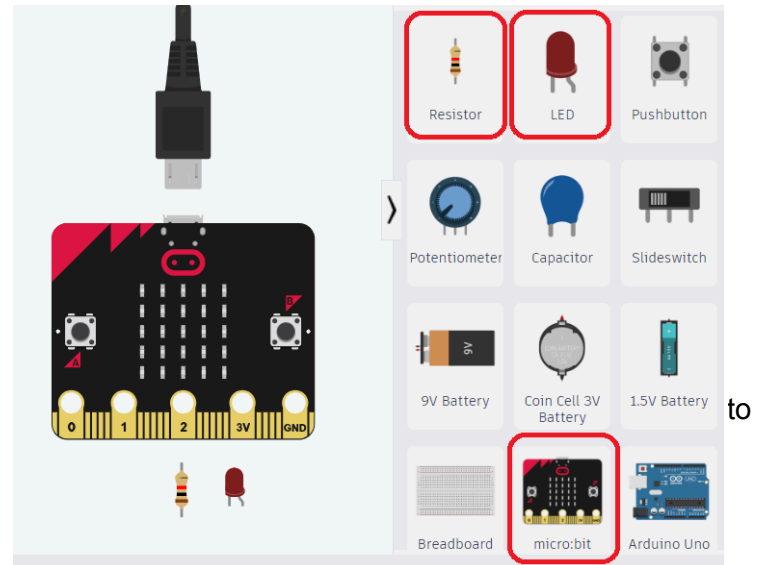 Resistor
LED
Pushbutton
Potentiometer
Capacitor
Slideswitch
B
A
0
1
2
3V
GND
9V
9V Battery
Coin Cell 3V
Battery
1.5V Battery
to
Breadboard
micro:bit
Arduino Uno